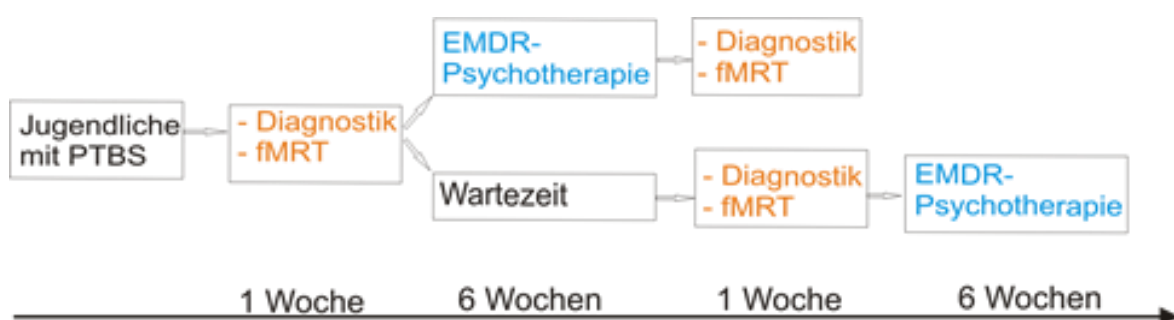 Jugendliche
mit PTBS
- Diagnostik
- fMRT
EMDR-
Psychotherapie
- Diagnostik
- fMRT
Wartezeit
- Diagnostik
- fMRT
EMDR-
Psychotherapie
1 Woche
6 Wochen
1 Woche
6 Wochen